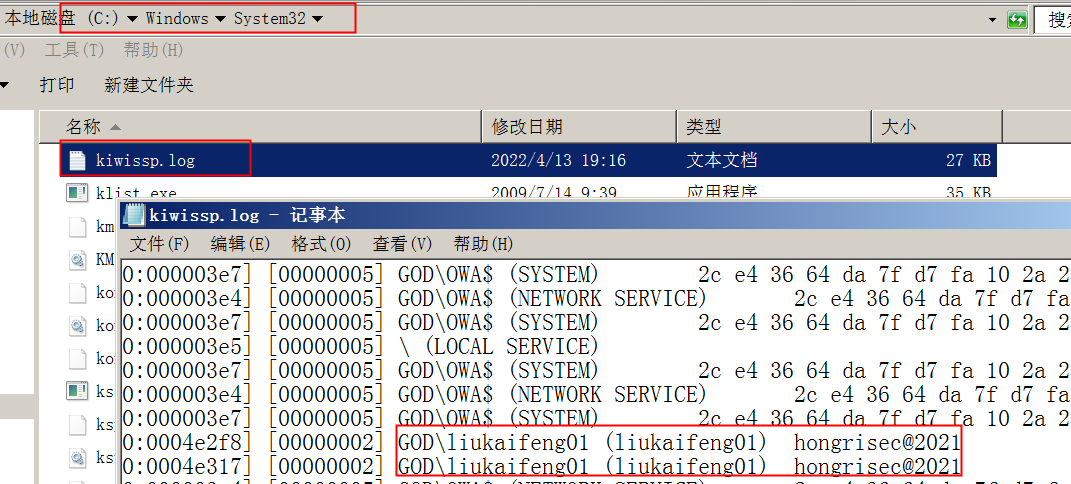 本地磁盘 (C:) Windows System32 搜索
(V) 工具(T) 帮助(H)
打印 新建文件夹
名称 修改日期 类型 大小
kiwissp.log 2022/4/13 19:16 文本文档 27 KB
klist.exe 2009/7/14 9:39 应用程序 35 KB
kiwissp.log - 记事本
km
文件(F) 编辑(E) 格式(O) 查看(V) 帮助(H)
KM
0:000003e7] [00000005] GOD\OWA$ (SYSTEM) 2c e4 36 64 da 7f d7 fa 10 2a 2
0:000003e4] [00000005] GOD\OWA$ (NETWORK SERVICE) 2c e4 36 64 da 7f d7 fa
0:000003e7] [00000005] GOD\OWA$ (SYSTEM) 2c e4 36 64 da 7f d7 fa 10 2a 2
0:000003e5] [00000005] \ (LOCAL SERVICE)
0:000003e7] [00000005] GOD\OWA$ (SYSTEM) 2c e4 36 64 da 7f d7 fa 10 2a 2
0:000003e4] [00000005] GOD\OWA$ (NETWORK SERVICE) 2c e4 36 64 da 7f d7 fa
0:000003e7] [00000005] GOD\OWA$ (SYSTEM) 2c e4 36 64 da 7f d7 fa 10 2a 2
0:0004e2f8] [00000002] GOD\liukaifeng01 (liukaifeng01) hongrisec@2021
0:0004e317] [00000002] GOD\liukaifeng01 (liukaifeng01) hongrisec@2021